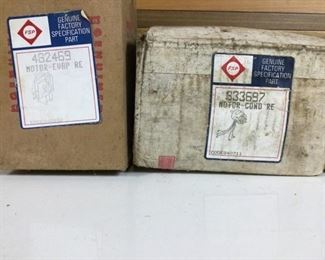 FSP
GENUINE
FACTORY
SPECIFICATION
PART
482469
MOTOR-EVAP RE
FSP
GENUINE
FACTORY
SPECIFICATION
PART
833697
MOTOR-COND RE